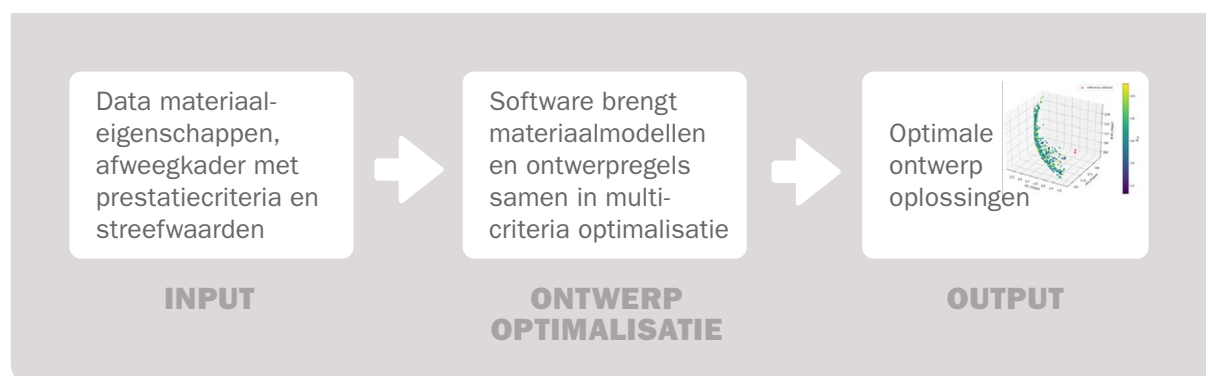 Data materiaal-
eigenschappen,
afweegkader met
prestatiecriteria en
streefwaarden
INPUT
Software brengt
materiaalmodellen
en ontwerpregels
samen in multi-
criteria optimalisatie
ONTWERP
OPTIMALISATIE
Optimale
ontwerp
oplossingen
OUTPUT